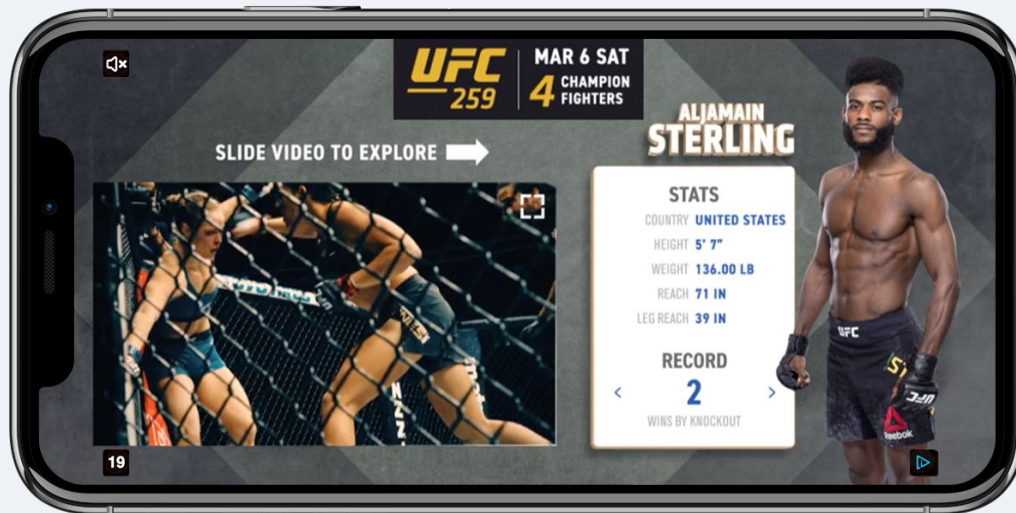 UFC
259
MAR 6 SAT
4 CHAMPION
FIGHTERS
SLIDE VIDEO TO EXPLORE
ALJAMAIN
STERLING
STATS
COUNTRY UNITED STATES
HEIGHT 5' 7"
WEIGHT 136.00 LB
REACH 71 IN
LEG REACH 39 IN
RECORD
< 2 >
WINS BY KNOCKOUT
19
UFC
UFC
Reebok